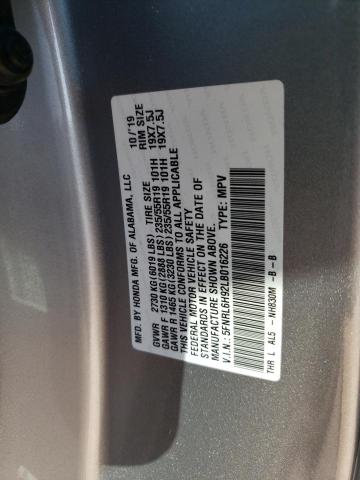 MFD. BY HONDA MFG. OF ALABAMA, LLC 10/'19
TIRE SIZE RIM SIZE
GVWR 2730 KG(6019 LBS)
GAWR F 1310 KG(2888 LBS) 235/55R19 101H 19X7.5J
GAWR R 1465 KG(3230 LBS) 235/55R19 101H 19X7.5J
THIS VEHICLE CONFORMS TO ALL APPLICABLE
FEDERAL MOTOR VEHICLE SAFETY
STANDARDS IN EFFECT ON THE DATE OF
MANUFACTURE SHOWN ABOVE.
V.I.N.: 5FNRL6H92LB016226 TYPE: MPV
THR L AL5 -NH830M -B-B